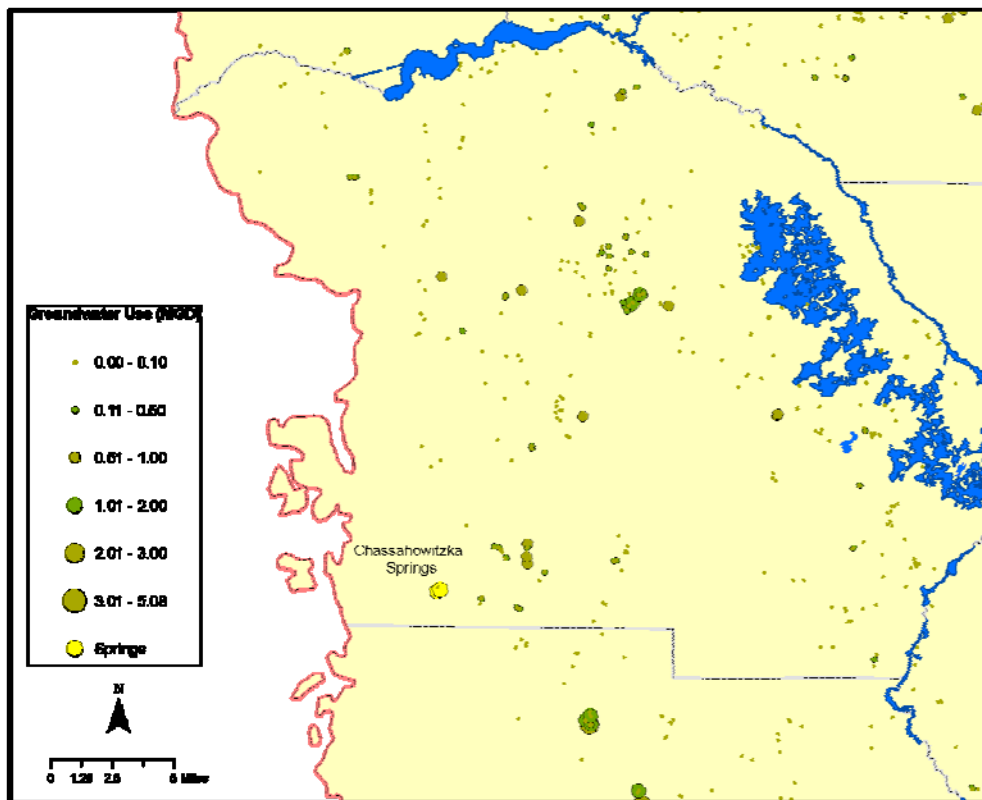 Groundwater Use (MGD)
0.00 - 0.10
0.11 - 0.50
0.51 - 1.00
1.01 - 2.00
2.01 - 3.00
3.01 - 5.08
Springs
Chassahowitzka
Springs
N
0 1.25 2.5 5 Miles